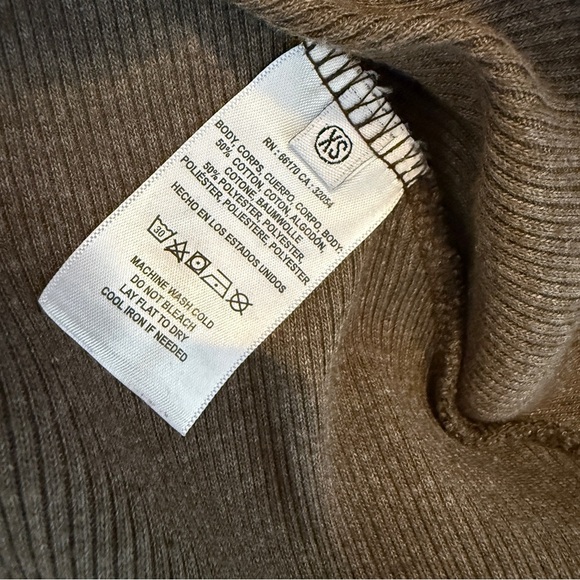 XS
RN : 66170 CA : 32054
BODY, CORPS, CUERPO, CORPO, BODY:
50% COTTON, COTON, ALGODÓN,
COTONE, BAUMWOLLE
50% POLYESTER, POLYESTER
POLIÉSTER, POLIESTERE, POLYESTER
HECHO EN LOS ESTADOS UNIDOS
30
MACHINE WASH COLD
DO NOT BLEACH
LAY FLAT TO DRY
COOL IRON IF NEEDED